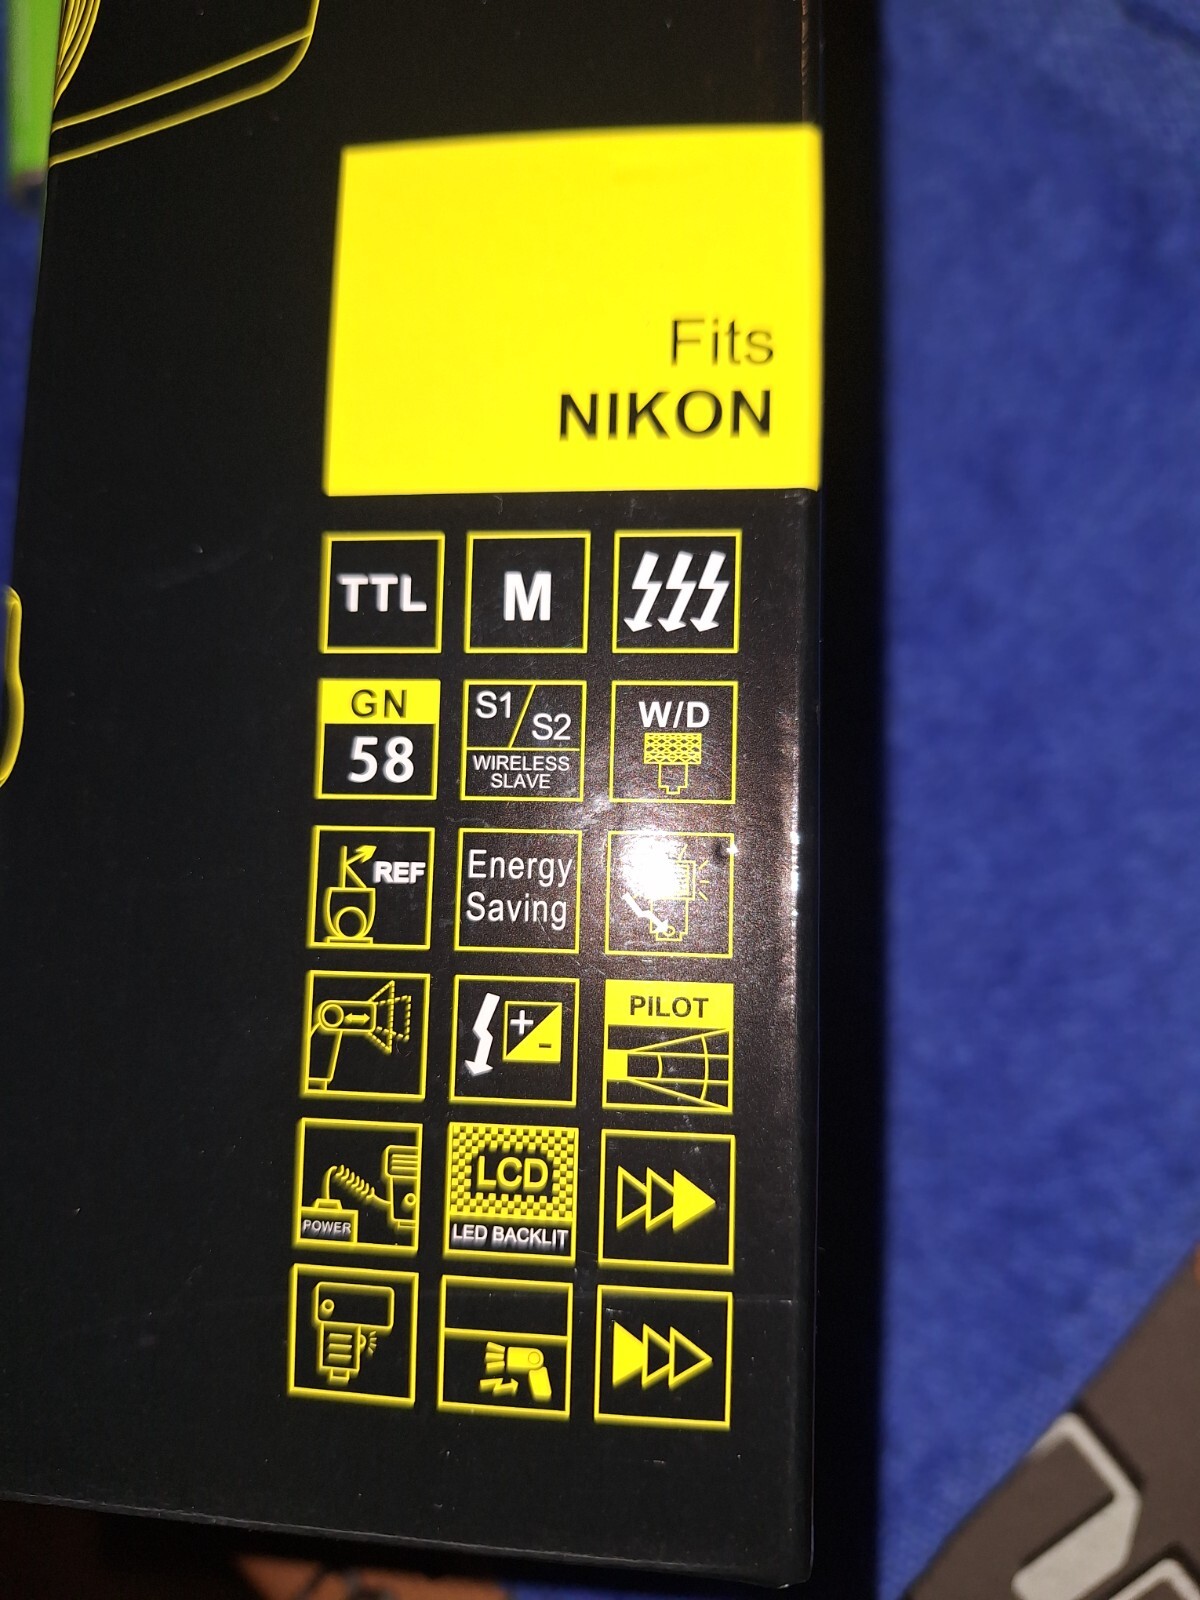 Fits
NIKON
TTL
M
GN
58
S1/S2
WIRELESS
SLAVE
W/D
REF
Energy
Saving
+
-
PILOT
POWER
LCD
LED BACKLIT